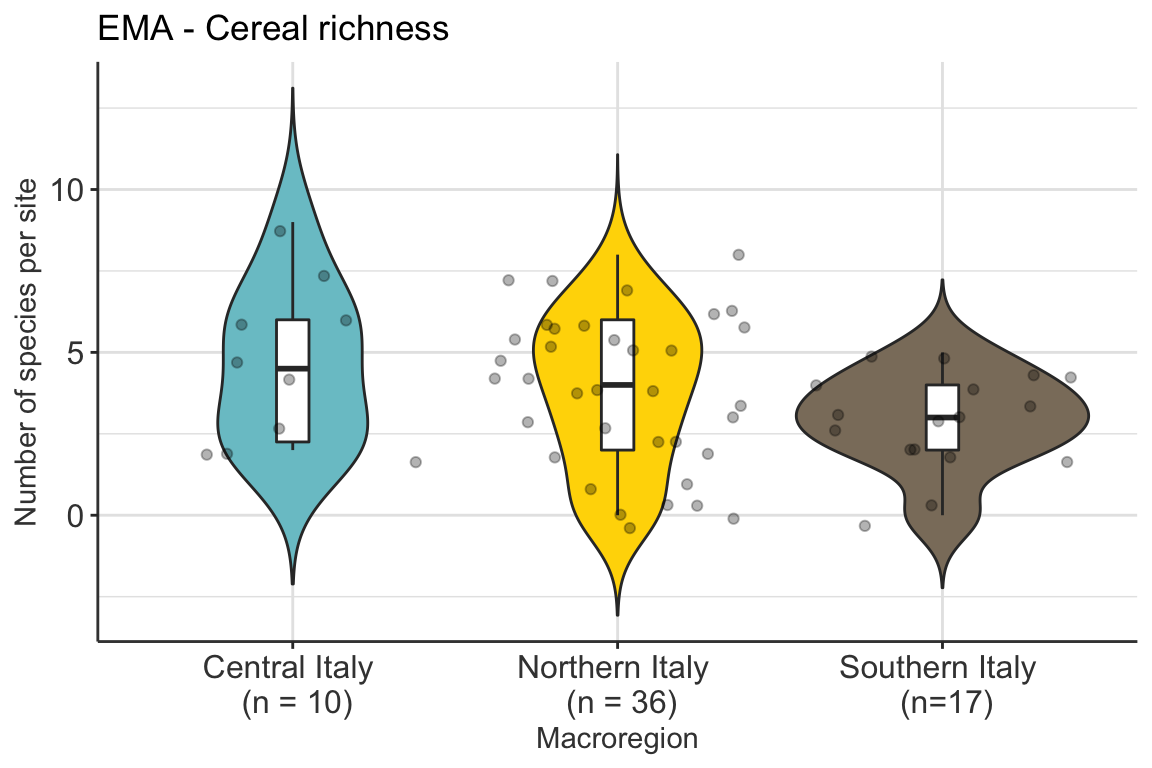 EMA - Cereal richness
Number of species per site
10
5
0
Central Italy
(n = 10)
Northern Italy
(n = 36)
Southern Italy
(n=17)
Macroregion